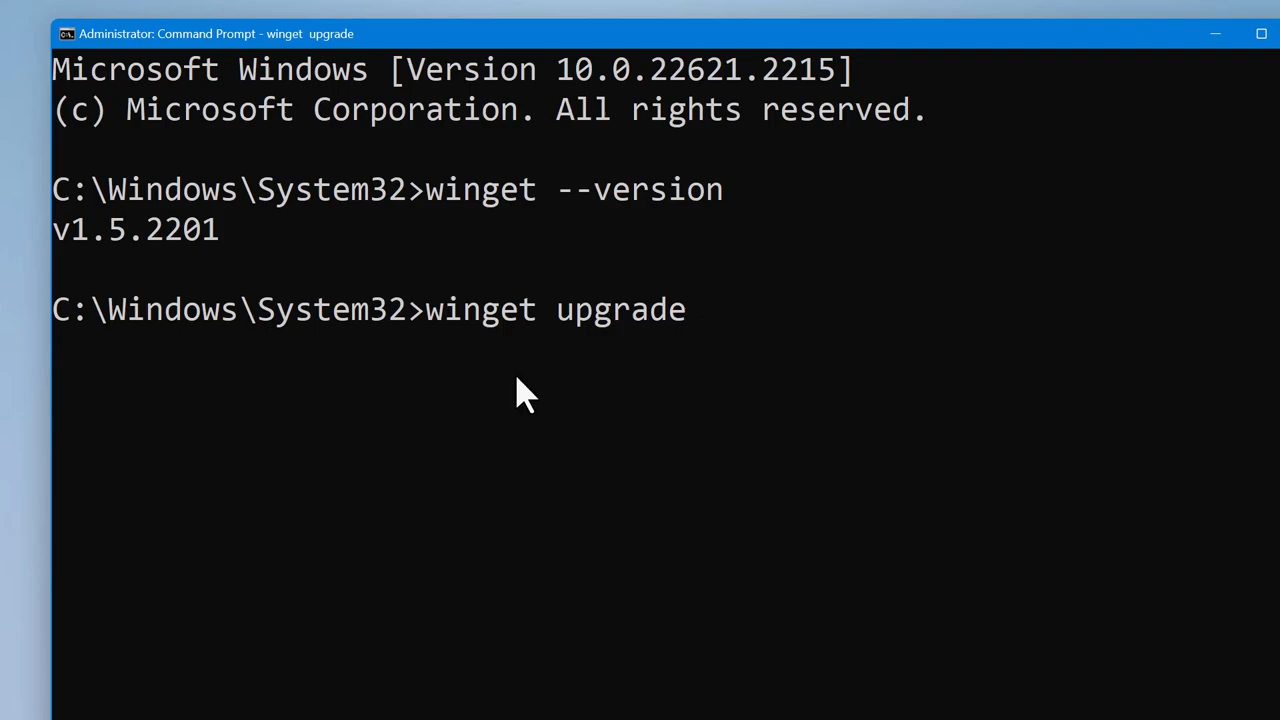 Administrator: Command Prompt - winget  upgrade
Microsoft Windows [Version 10.0.22621.2215]
(c) Microsoft Corporation. All rights reserved.
C:\Windows\System32>winget --version
v1.5.2201
C:\Windows\System32>winget upgrade